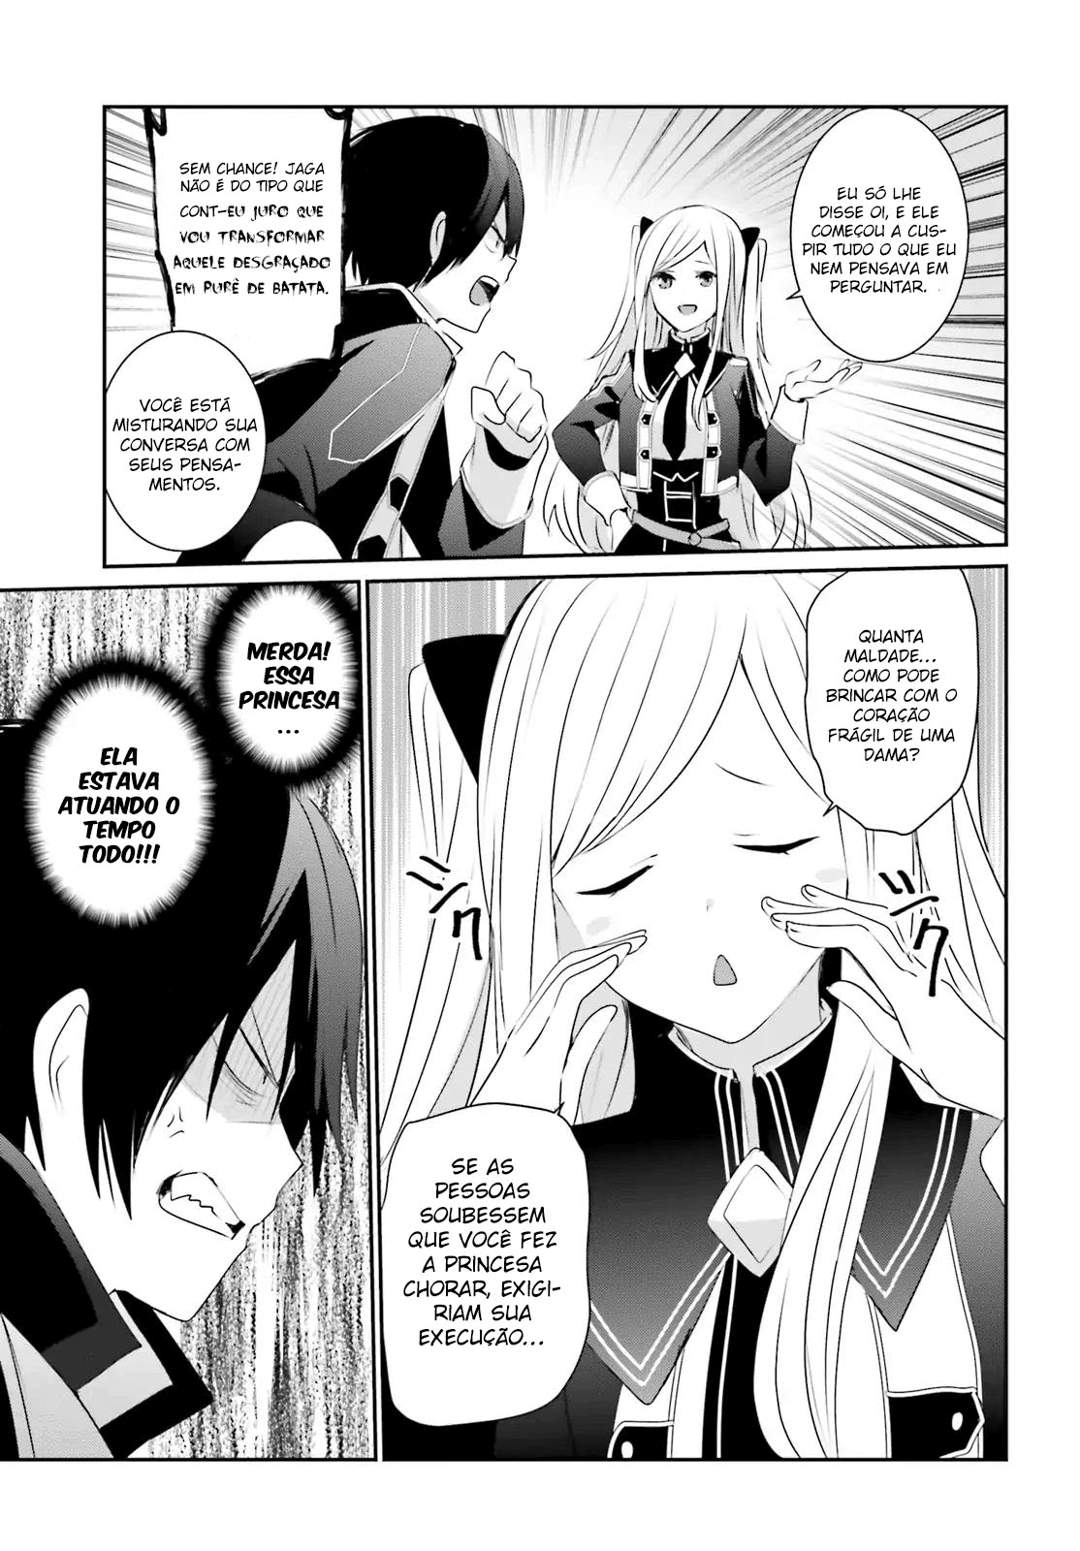 EU SÓ LHE
DISSE OI, E ELE
COMEÇOU A CUS-
PIR TUDO O QUE EU
NEM PENSAVA EM
PERGUNTAR.
SEM CHANCE! JAGA
NÃO É DO TIPO QUE
CONT-EU JURO QUE
VOU TRANSFORMAR
AQUELE DESGRAÇADO
EM PURÊ DE BATATA.
VOCÊ ESTÁ
MISTURANDO SUA
CONVERSA COM
SEUS PENSA-
MENTOS.
QUANTA
MALDADE...
COMO PODE
BRINCAR COM O
CORAÇÃO
FRÁGIL DE UMA
DAMA?
シク
シク
SE AS
PESSOAS
SOUBESSEM
QUE VOCÊ FEZ
A PRINCESA
CHORAR, EXIGI-
RIAM SUA
EXECUÇÃO...
MERDA!
ESSA
PRINCESA
...
ELA
ESTAVA
ATUANDO O
TEMPO
TODO!!!